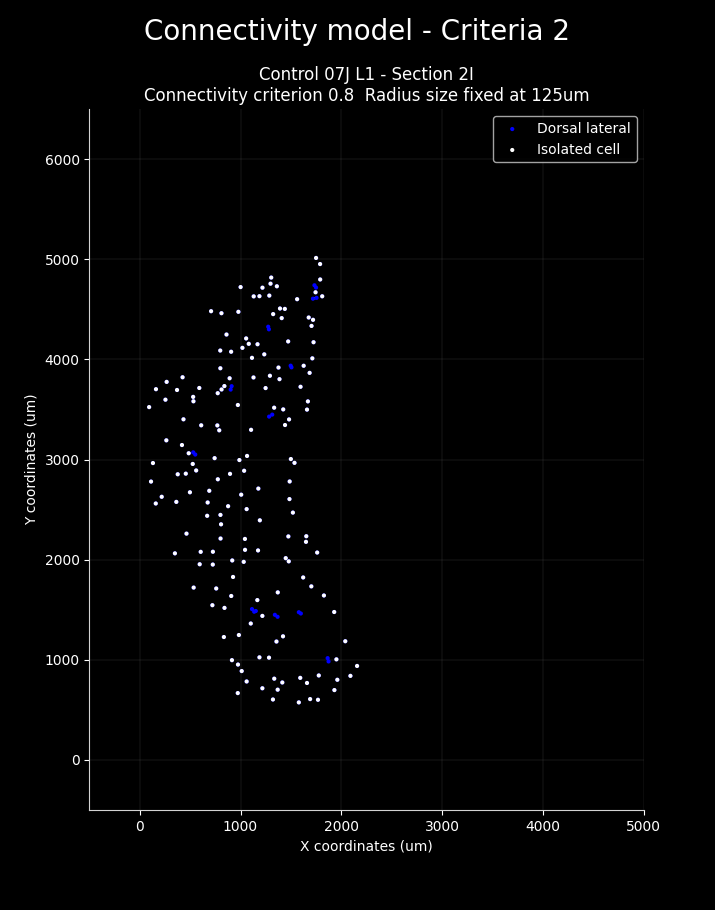 Connectivity model - Criteria 2
Control 07J L1 - Section 2I
Connectivity criterion 0.8  Radius size fixed at 125um
Dorsal lateral
Isolated cell
6000
5000
4000
3000
2000
1000
0
Y coordinates (um)
0 1000 2000 3000 4000 5000
X coordinates (um)